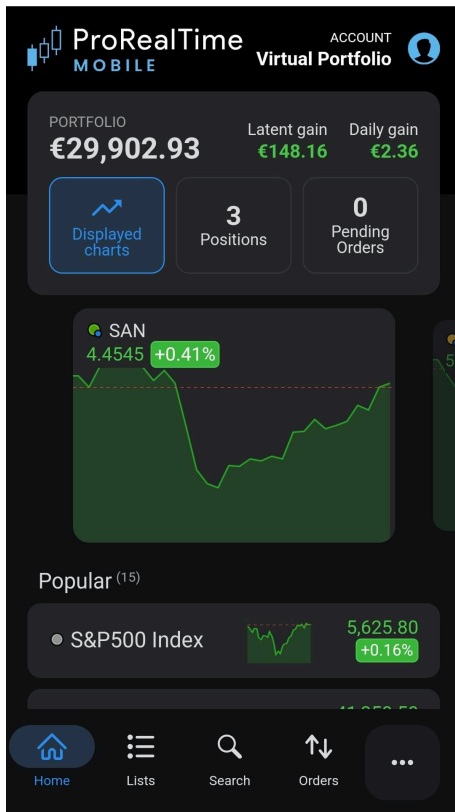 ProRealTime
MOBILE
ACCOUNT
Virtual Portfolio
PORTFOLIO
€29,902.93
Latent gain
€148.16
Daily gain
€2.36
Displayed
charts
3
Positions
0
Pending
Orders
SAN
4.4545 +0.41%
5
Popular (15)
S&P500 Index
5,625.80
+0.16%
Home
Lists
Search
Orders